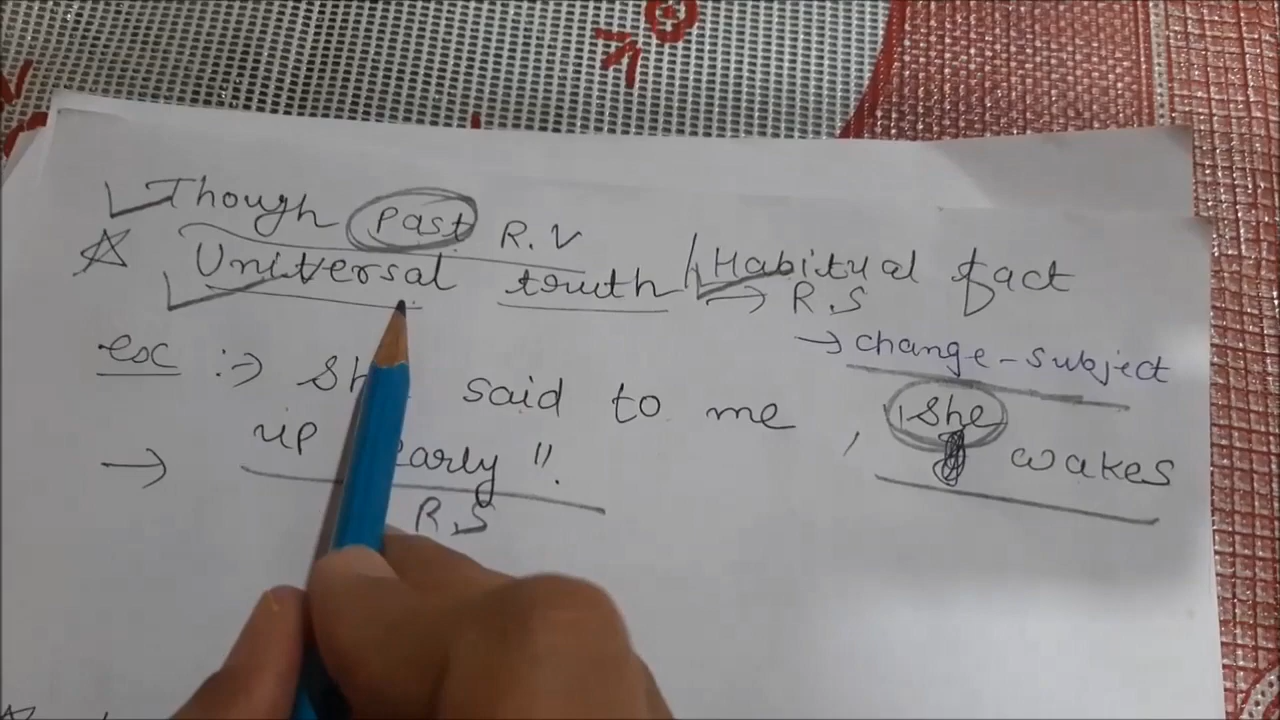 Though Past R.V
Universal truth / Habitual fact
→ R.S
→ change-subject
ex :→ She said to me , "She wakes
→ up early".
R.S